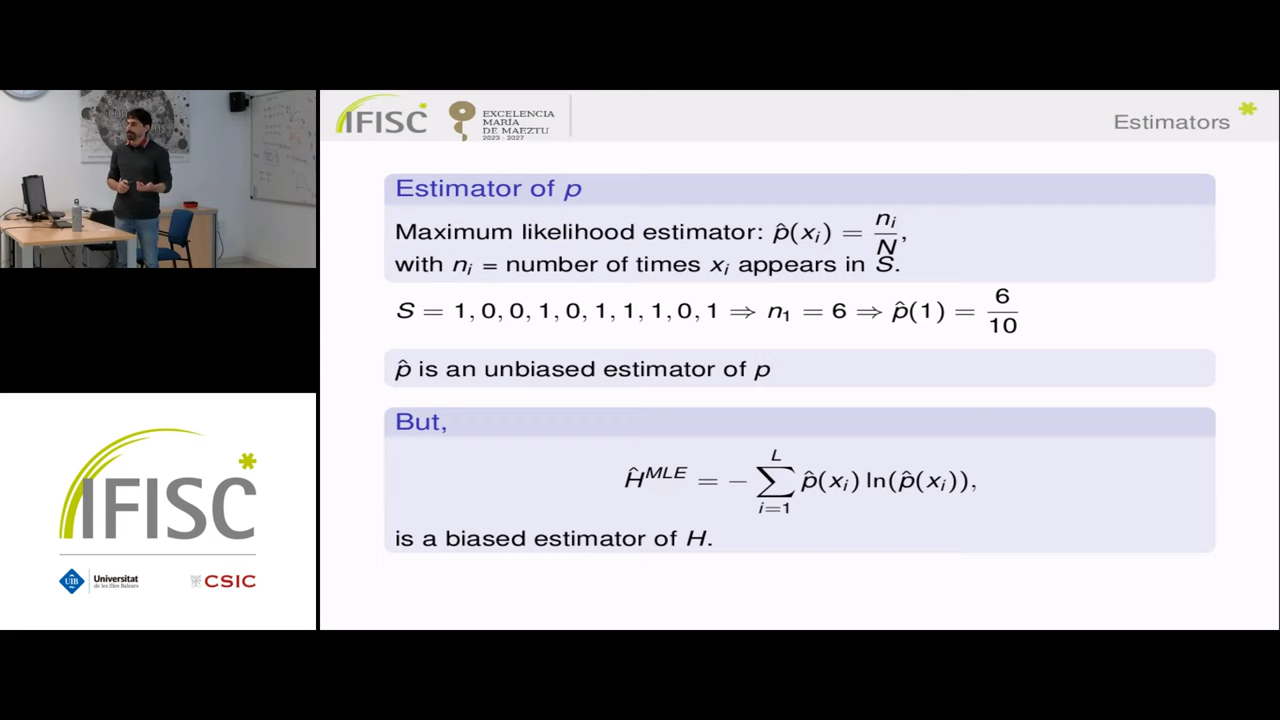 IFISC
EXCELENCIA
MARÍA
DE MAEZTU
2023 - 2027
Estimators
Estimator of p
Maximum likelihood estimator: p̂(xᵢ) = nᵢ/N,
with nᵢ = number of times xᵢ appears in S.
S = 1, 0, 0, 1, 0, 1, 1, 1, 0, 1 ⇒ n₁ = 6 ⇒ p̂(1) = 6/10
p̂ is an unbiased estimator of p
But,
Ĥᴹᴸᴱ = − ∑ᵢ₌₁ᴸ p̂(xᵢ) ln(p̂(xᵢ)),
is a biased estimator of H.
IFISC
UIB
Universitat
de les Illes Balears
CSIC